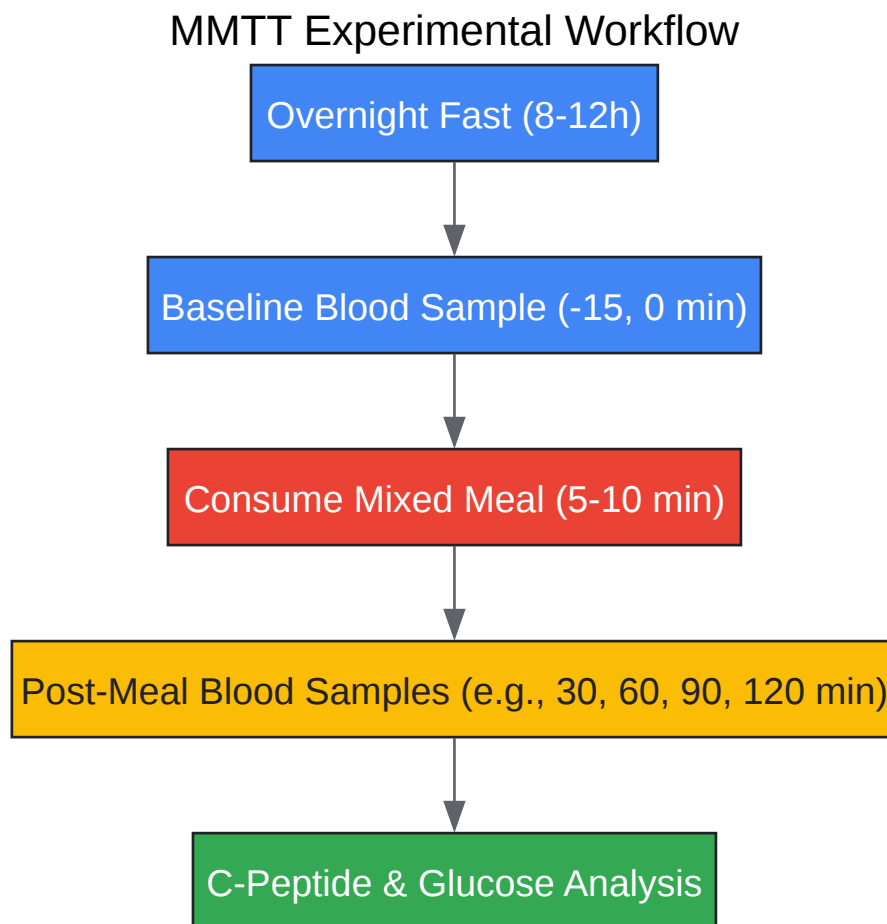 MMTT Experimental Workflow
Overnight Fast (8-12h)
Baseline Blood Sample (-15, 0 min)
Consume Mixed Meal (5-10 min)
Post-Meal Blood Samples (e.g., 30, 60, 90, 120 min)
C-Peptide & Glucose Analysis